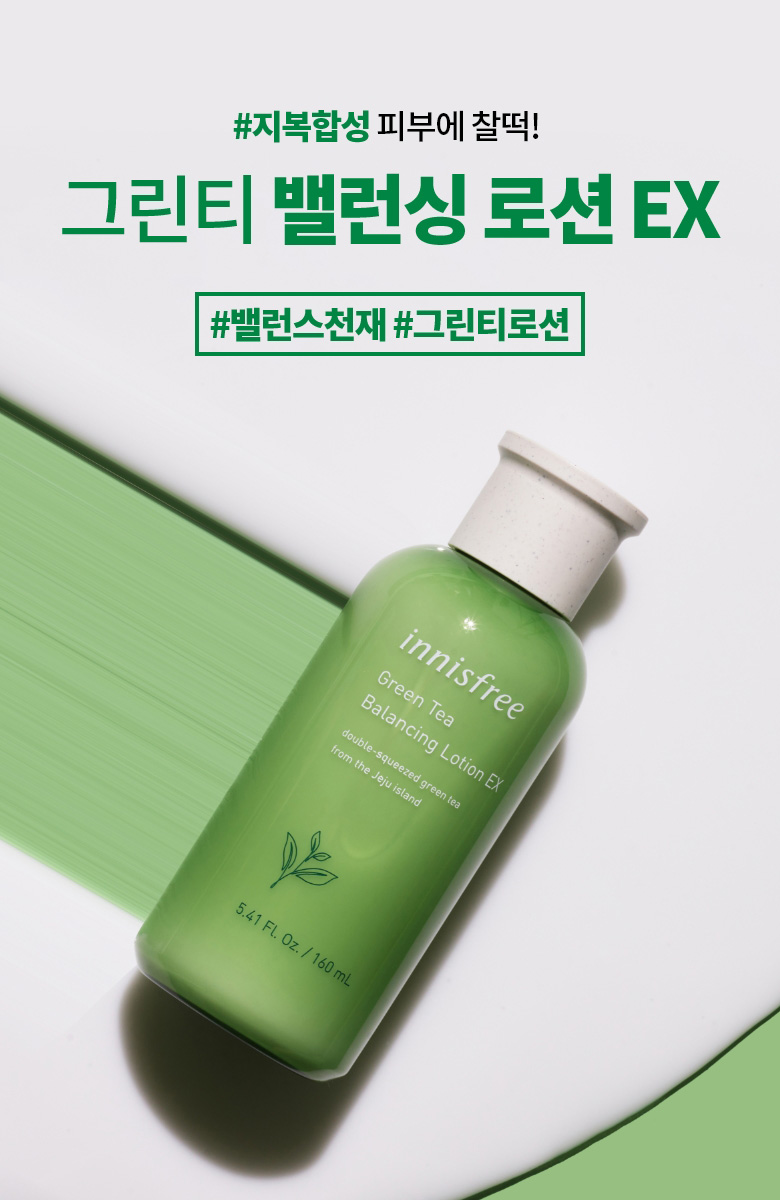 #지복합성 피부에 찰떡!
그린티 밸런싱 로션 EX
#밸런스천재 #그린티로션
innisfree
Green Tea
Balancing Lotion EX
double-squeezed green tea
from the Jeju island
5.41 Fl. Oz. / 160 mL